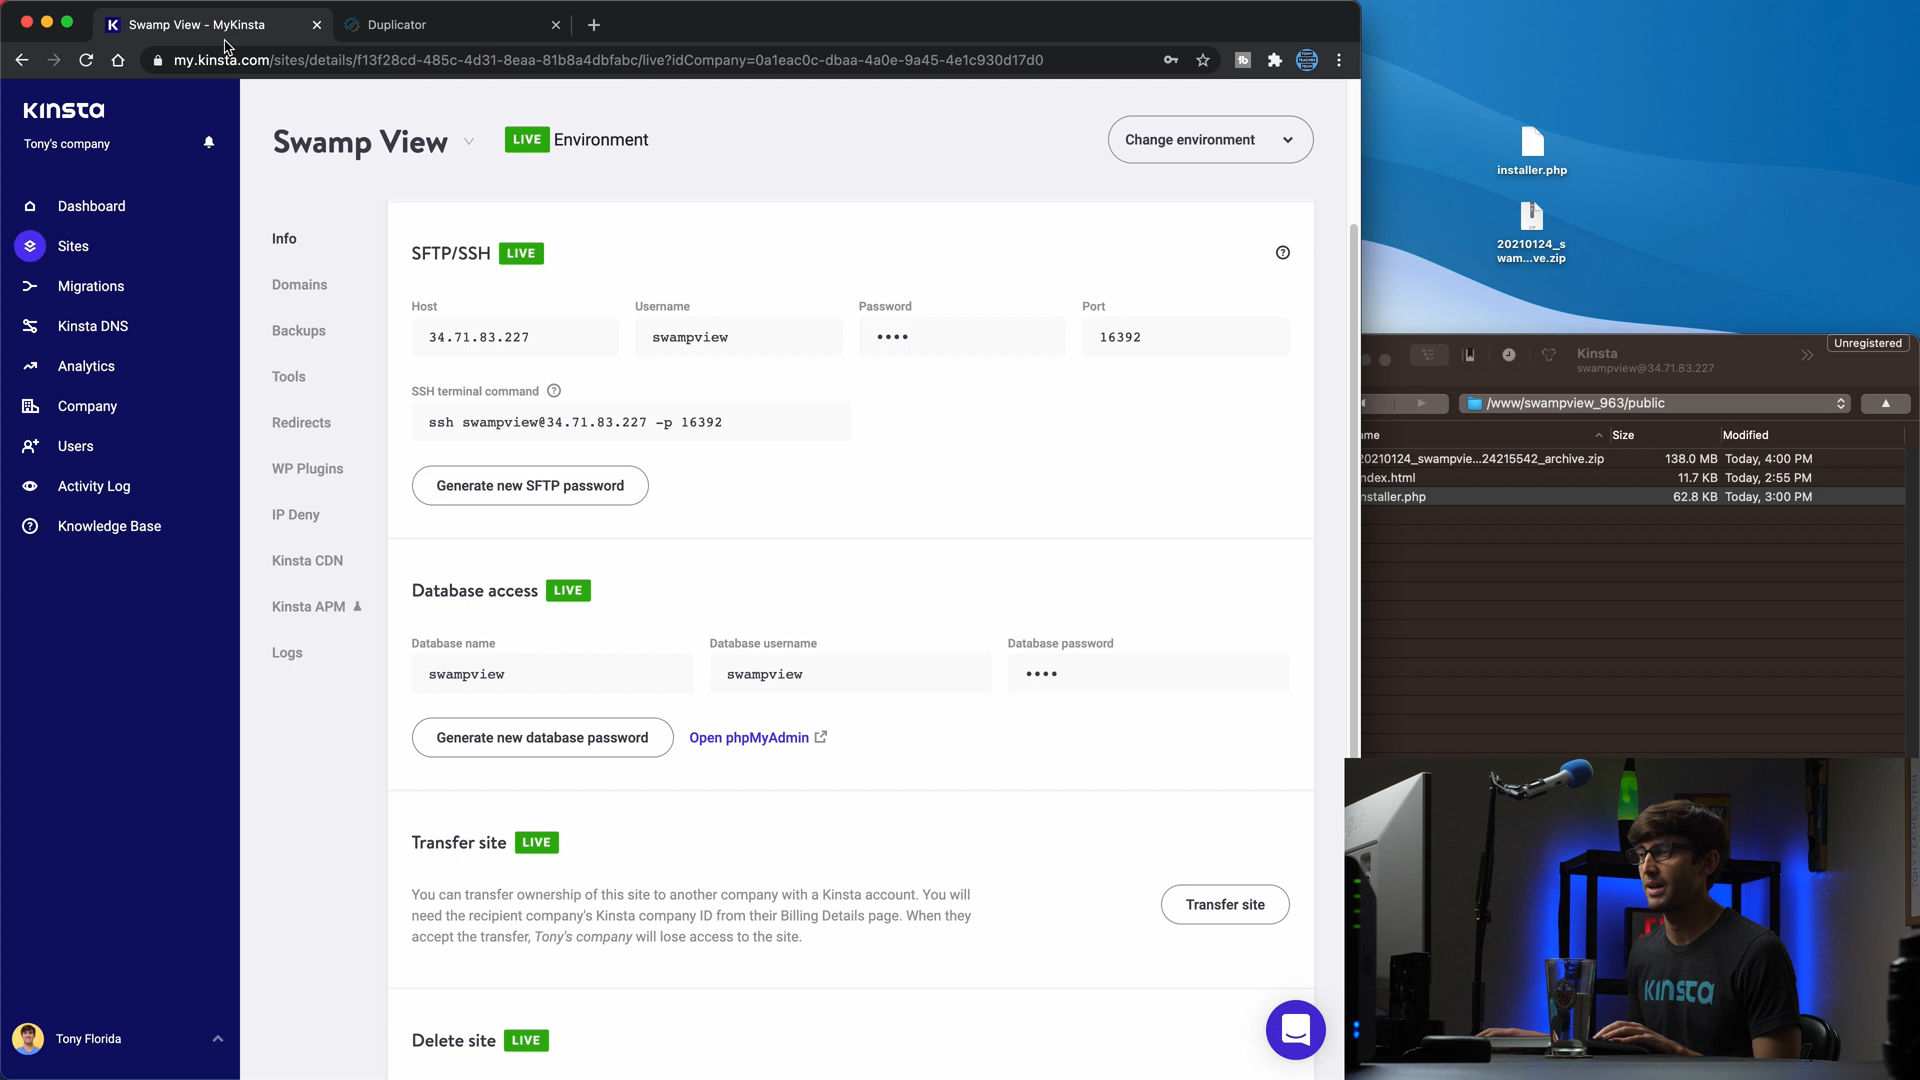 Swamp View - MyKinsta
Duplicator
my.kinsta.com/sites/details/f13f28cd-485c-4d31-8eaa-81b8a4dbfabc/live?idCompany=0a1eac0c-dbaa-4a0e-9a45-4e1c930d17d0
KINSTA
Tony's company
Dashboard
Sites
Migrations
Kinsta DNS
Analytics
Company
Users
Activity Log
Knowledge Base
Tony Florida
Swamp View
LIVE Environment
Change environment
Info
Domains
Backups
Tools
Redirects
WP Plugins
IP Deny
Kinsta CDN
Kinsta APM
Logs
SFTP/SSH LIVE
Host
Username
Password
Port
34.71.83.227
swampview
••••
16392
SSH terminal command
ssh swampview@34.71.83.227 -p 16392
Generate new SFTP password
Database access LIVE
Database name
Database username
Database password
swampview
swampview
••••
Generate new database password
Open phpMyAdmin
Transfer site LIVE
You can transfer ownership of this site to another company with a Kinsta account. You will
need the recipient company's Kinsta company ID from their Billing Details page. When they
accept the transfer, Tony's company will lose access to the site.
Transfer site
Delete site LIVE
installer.php
20210124_s
wam...ve.zip
Unregistered
Kinsta
swampview@34.71.83.227
/www/swampview_963/public
Size
Modified
20210124_swampvie...24215542_archive.zip 138.0 MB Today, 4:00 PM
ndex.html 11.7 KB Today, 2:55 PM
nstaller.php 62.8 KB Today, 3:00 PM
KINSTA